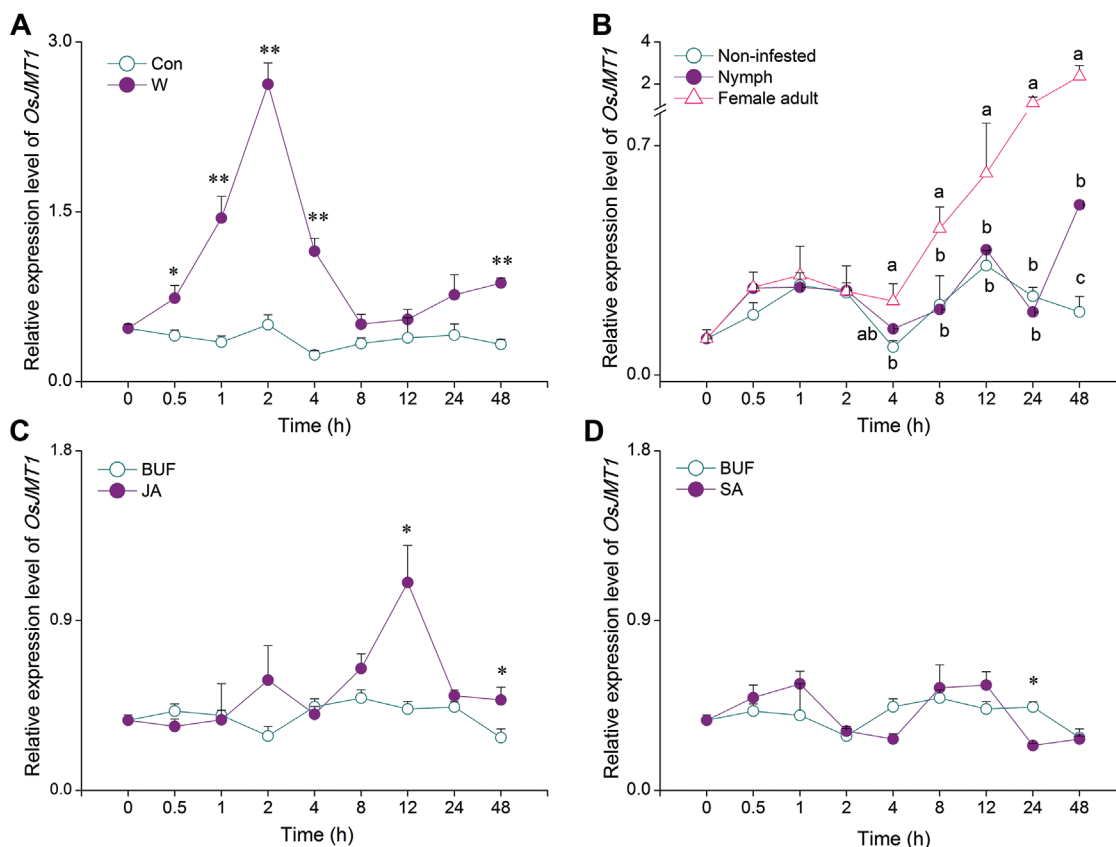 A
Relative expression level of OsJMT1
3.0
1.5
0.0
Con
W
*
**
**
**
**
0 0.5 1 2 4 8 12 24 48
Time (h)
B
Relative expression level of OsJMT1
4
2
0.7
0.0
Non-infested
Nymph
Female adult
a
a
a
a
a
b
b
b
b
c
ab
b
b
b
b
0 0.5 1 2 4 8 12 24 48
Time (h)
C
Relative expression level of OsJMT1
1.8
0.9
0.0
BUF
JA
*
*
0 0.5 1 2 4 8 12 24 48
Time (h)
D
Relative expression level of OsJMT1
1.8
0.9
0.0
BUF
SA
*
0 0.5 1 2 4 8 12 24 48
Time (h)